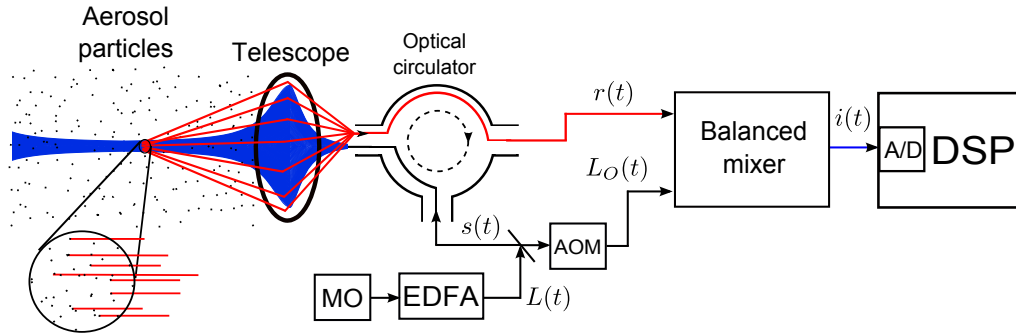 Aerosol
particles
Telescope
Optical
circulator
r(t)
Balanced
mixer
i(t)
A/D
DSP
L_O(t)
s(t)
AOM
MO
EDFA
L(t)